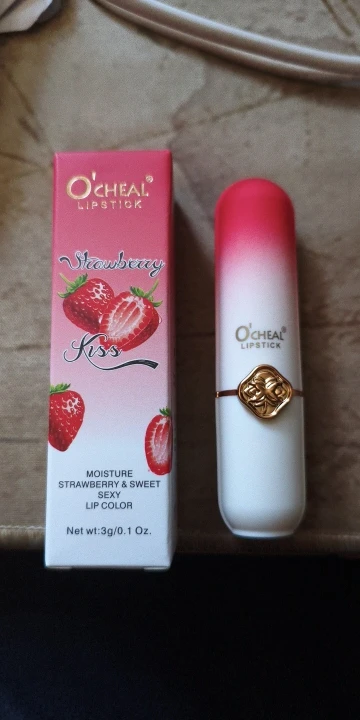 O'CHEAL®
LIPSTICK
Strawberry
Kiss
MOISTURE
STRAWBERRY & SWEET
SEXY
LIP COLOR
Net wt:3g/0.1 Oz.
O'CHEAL®
LIPSTICK